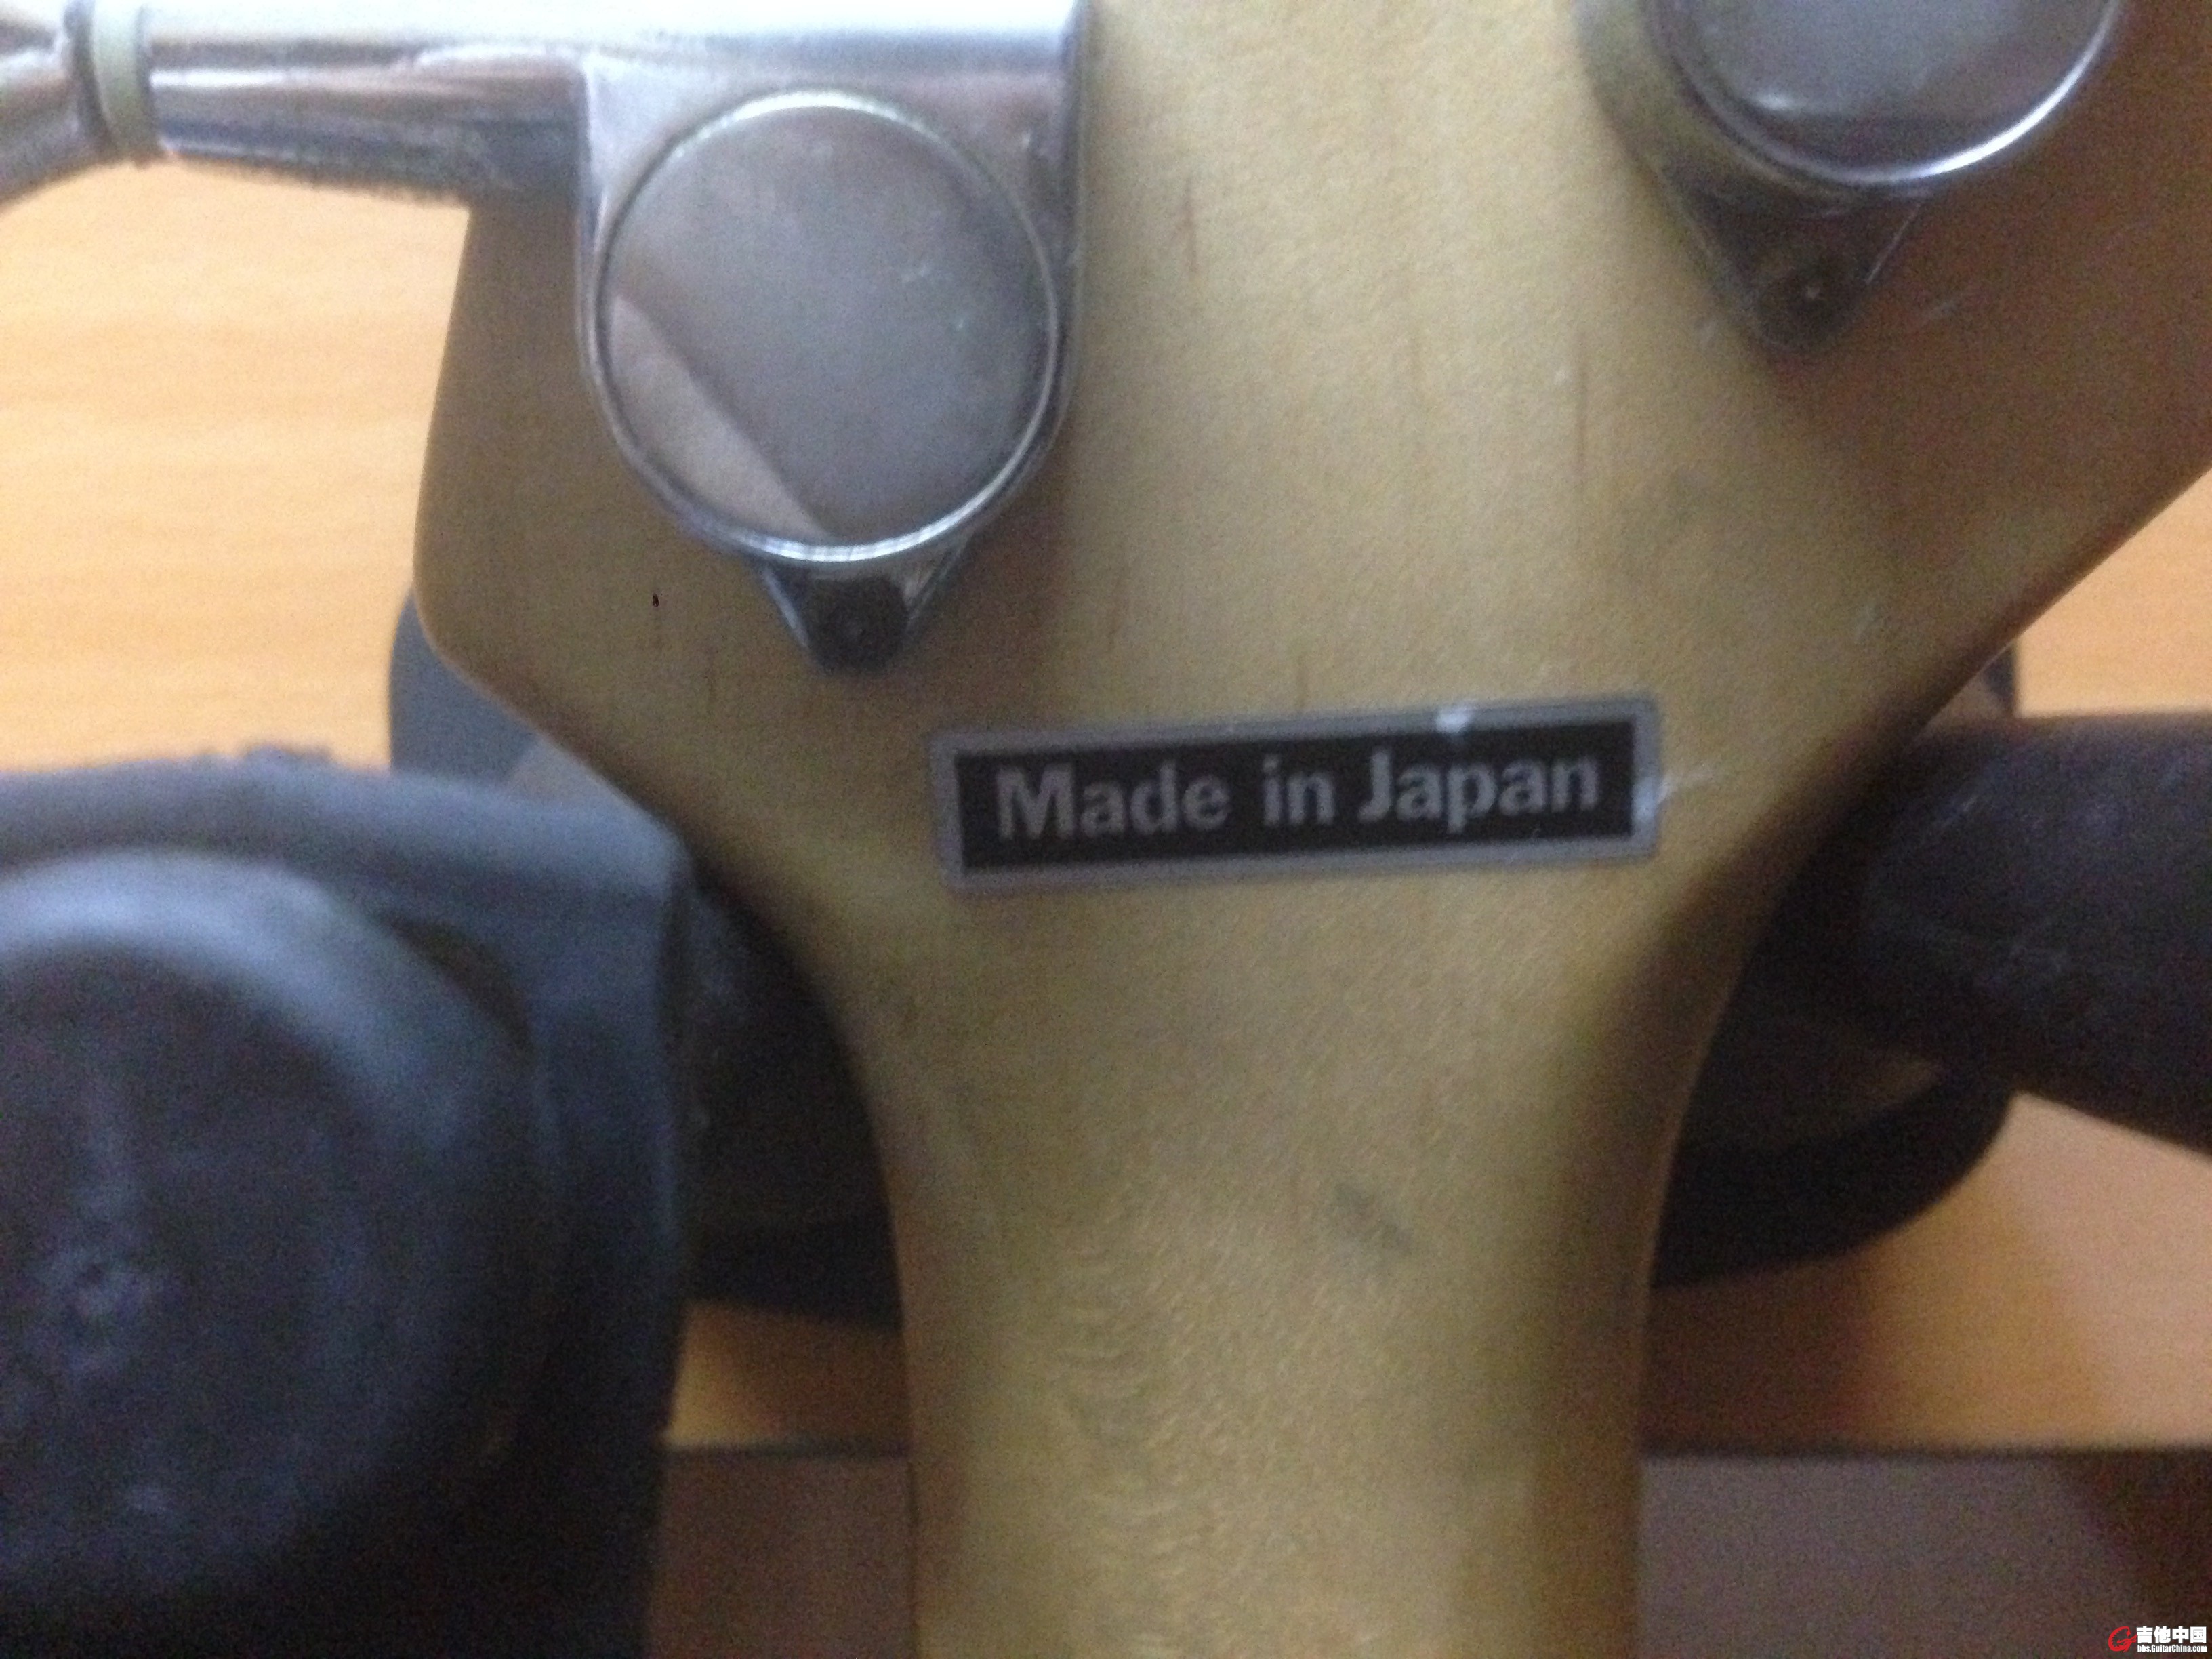 Made in Japan
吉他中国
bbs.GuitarChina.com